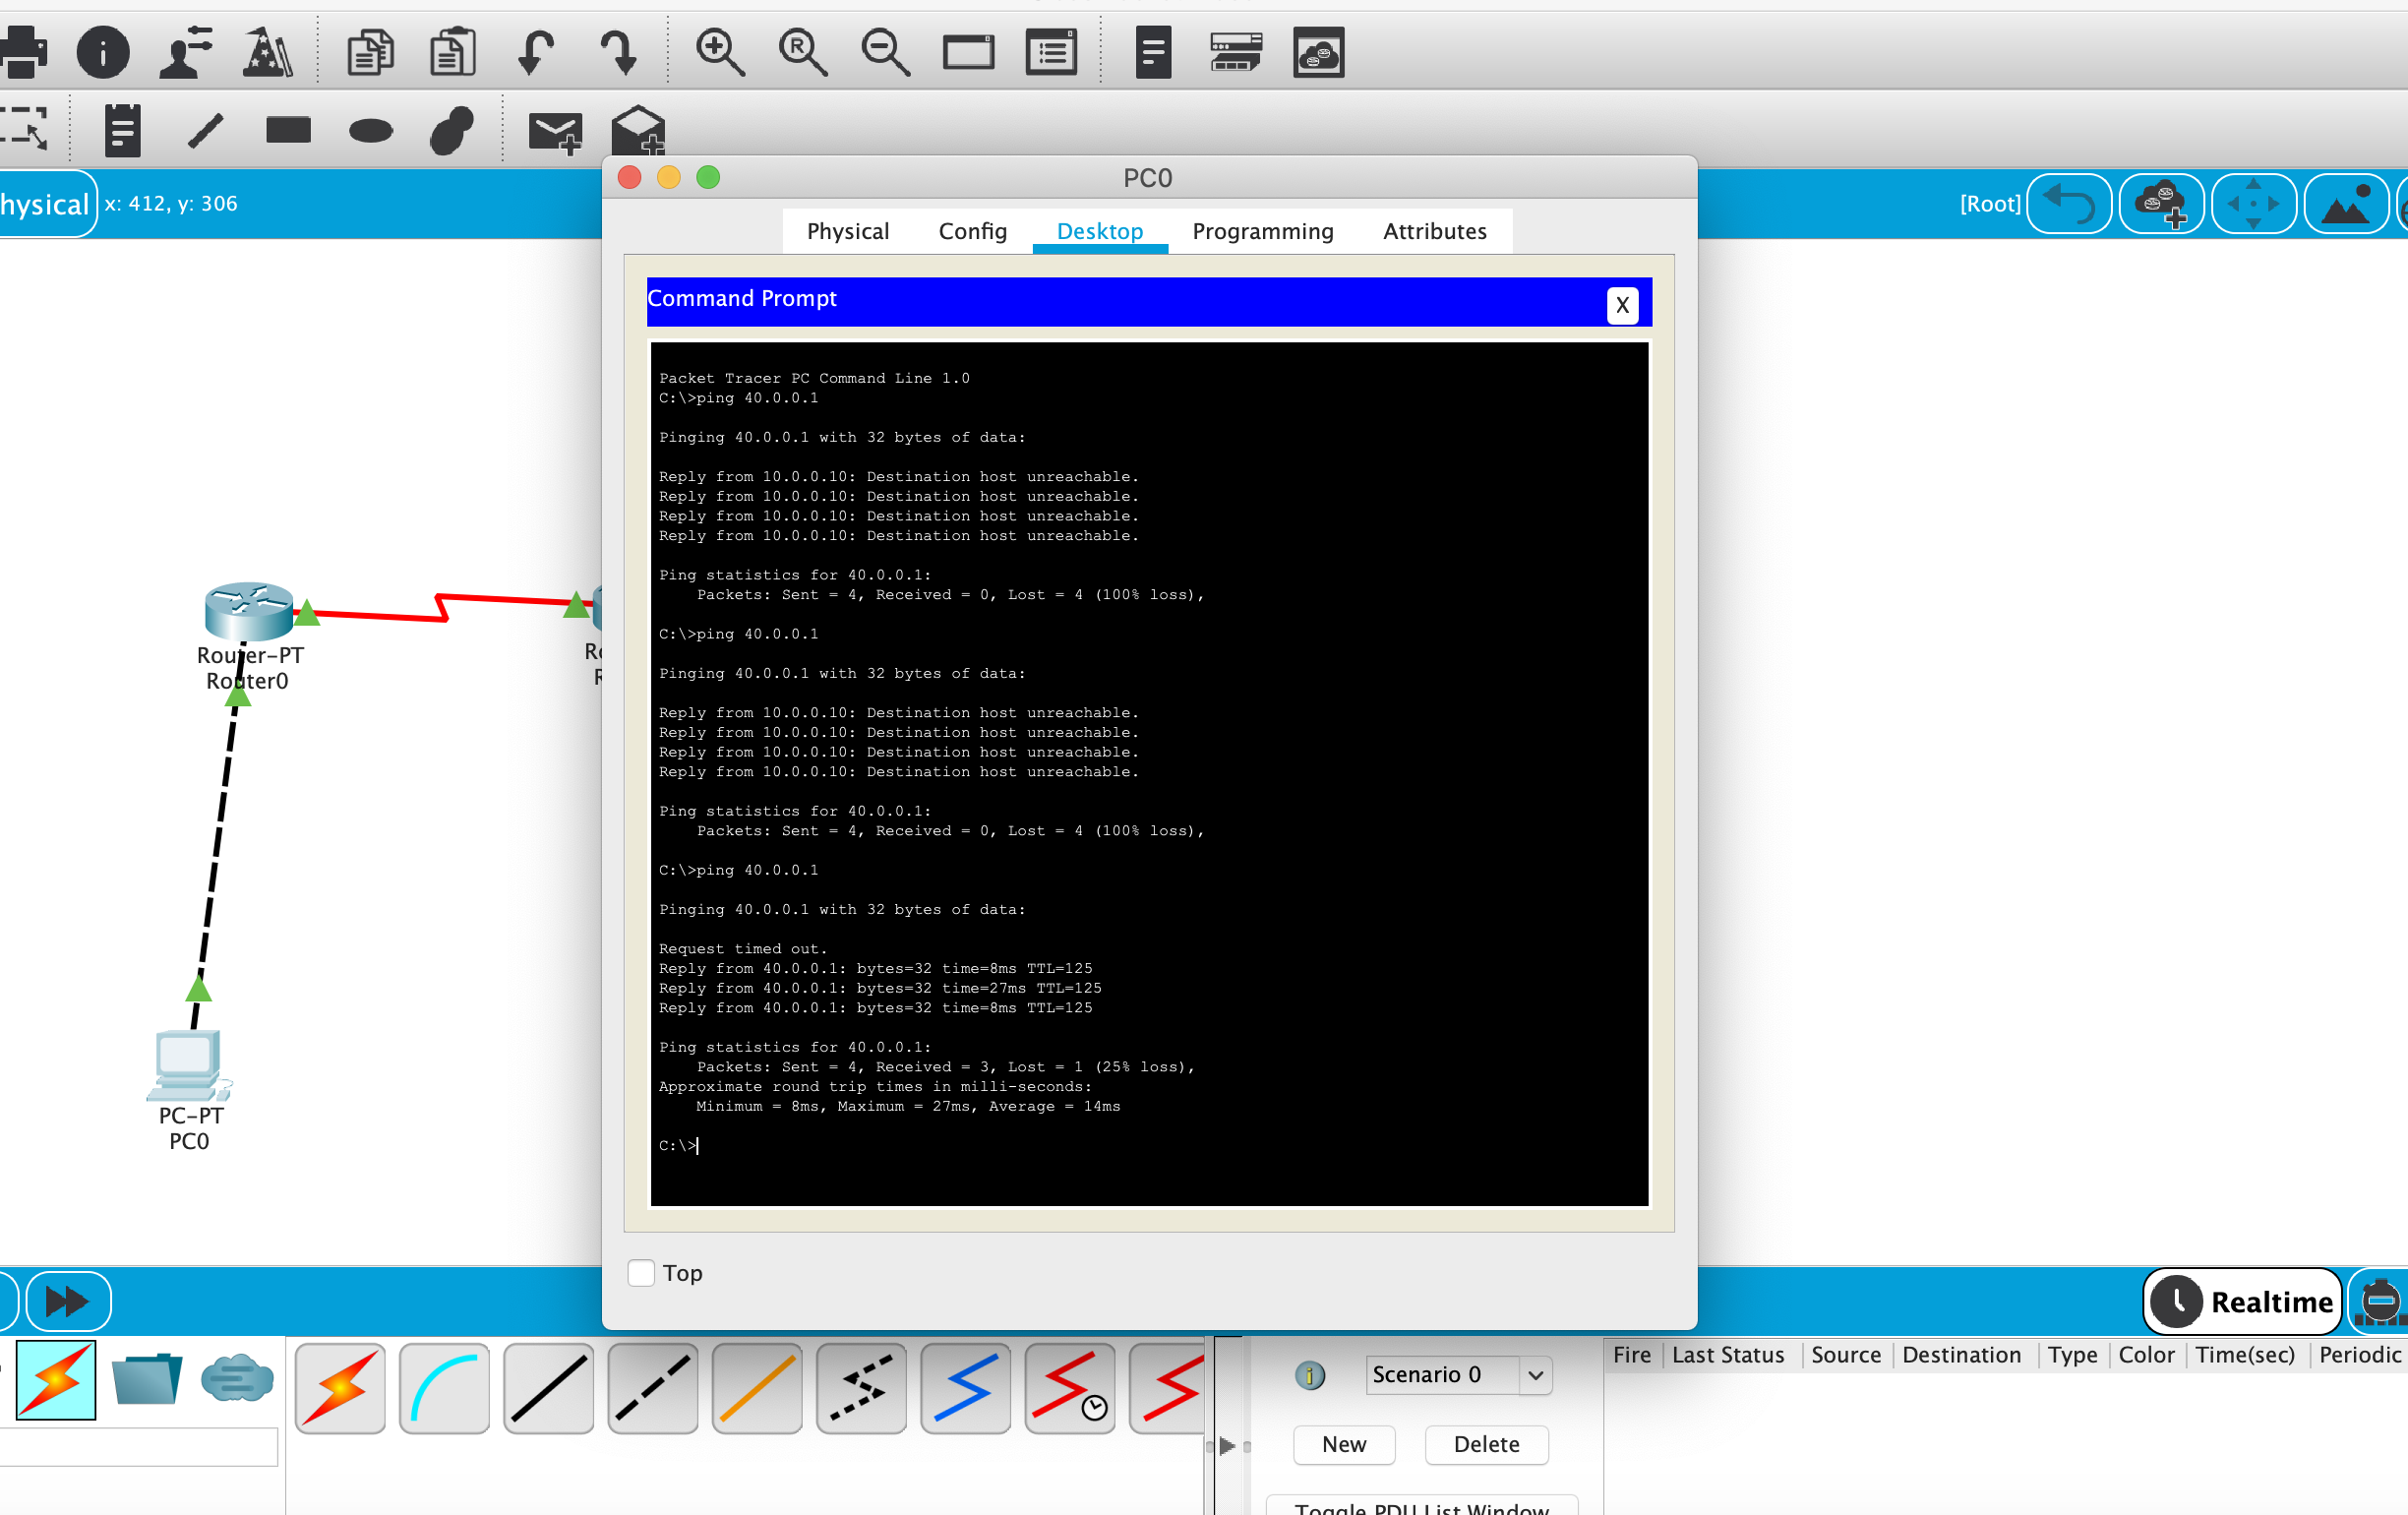 hysical
x: 412, y: 306
[Root]
PC0
Physical Config Desktop Programming Attributes
Command Prompt
X
Packet Tracer PC Command Line 1.0
C:\>ping 40.0.0.1
Pinging 40.0.0.1 with 32 bytes of data:
Reply from 10.0.0.10: Destination host unreachable.
Reply from 10.0.0.10: Destination host unreachable.
Reply from 10.0.0.10: Destination host unreachable.
Reply from 10.0.0.10: Destination host unreachable.
Ping statistics for 40.0.0.1:
Packets: Sent = 4, Received = 0, Lost = 4 (100% loss),
C:\>ping 40.0.0.1
Pinging 40.0.0.1 with 32 bytes of data:
Reply from 10.0.0.10: Destination host unreachable.
Reply from 10.0.0.10: Destination host unreachable.
Reply from 10.0.0.10: Destination host unreachable.
Reply from 10.0.0.10: Destination host unreachable.
Ping statistics for 40.0.0.1:
Packets: Sent = 4, Received = 0, Lost = 4 (100% loss),
C:\>ping 40.0.0.1
Pinging 40.0.0.1 with 32 bytes of data:
Request timed out.
Reply from 40.0.0.1: bytes=32 time=8ms TTL=125
Reply from 40.0.0.1: bytes=32 time=27ms TTL=125
Reply from 40.0.0.1: bytes=32 time=8ms TTL=125
Ping statistics for 40.0.0.1:
Packets: Sent = 4, Received = 3, Lost = 1 (25% loss),
Approximate round trip times in milli-seconds:
Minimum = 8ms, Maximum = 27ms, Average = 14ms
C:\>
Top
Router-PT
Router0
Ro
R
PC-PT
PC0
Realtime
Scenario 0
New Delete
Toggle PDU List Window
Fire Last Status Source Destination Type Color Time(sec) Periodic